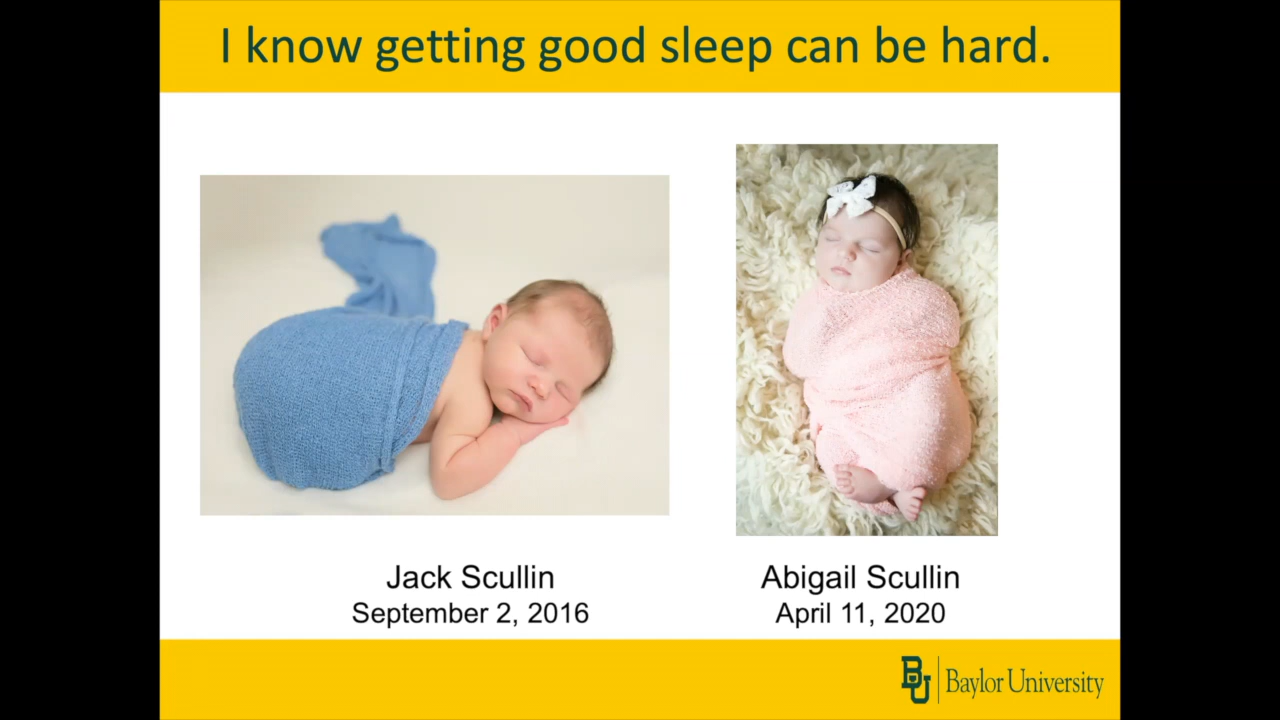 I know getting good sleep can be hard.
Jack Scullin
September 2, 2016
Abigail Scullin
April 11, 2020
BU Baylor University